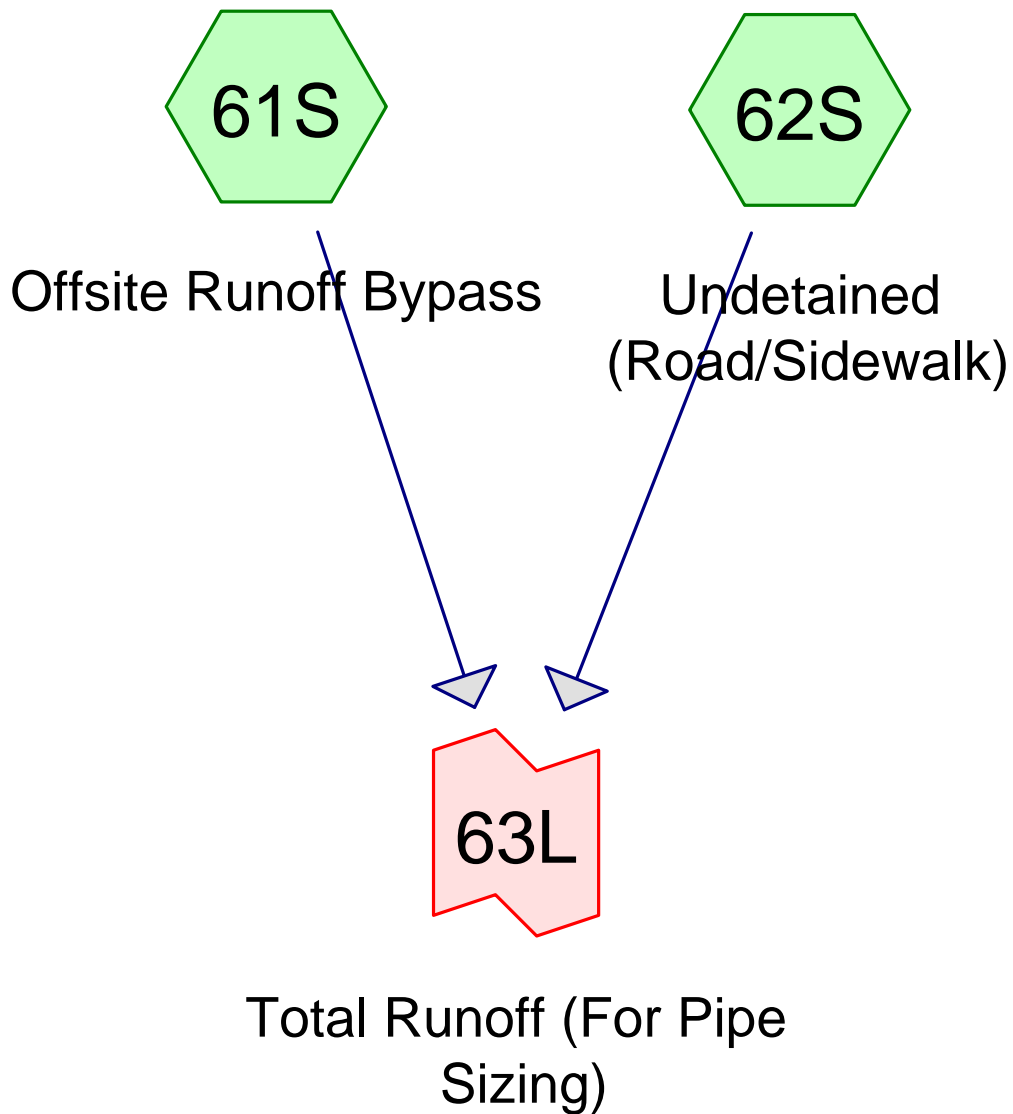 61S
62S
Offsite Runoff Bypass
Undetained
(Road/Sidewalk)
63L
Total Runoff (For Pipe
Sizing)